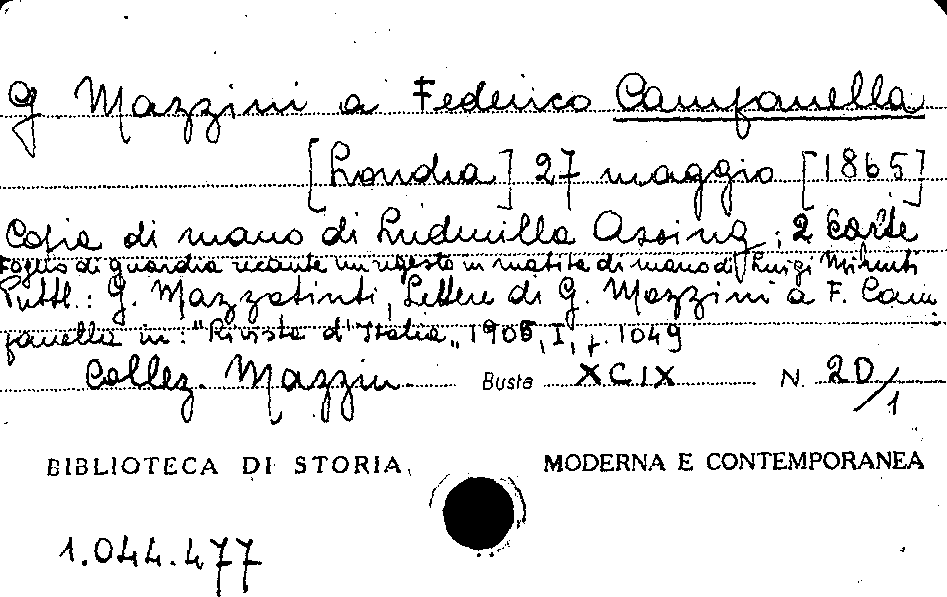 G Mazzini a Federico Campanella
[Londra] 27 maggio [1865]
Copia di mano di Ludmilla Assing; 2 carte
Foglio di guardia recante un regesto in matita di mano di Luigi Minuti
Pubbl.: G. Mazzatinti, Lettere di G. Mazzini a F. Cam
panella in: "Rivista d'Italia„ 1905, I, p. 1049
Collez. Mazzin. Busta XCIX N. 20/1
BIBLIOTECA DI STORIA MODERNA E CONTEMPORANEA
1.044.477